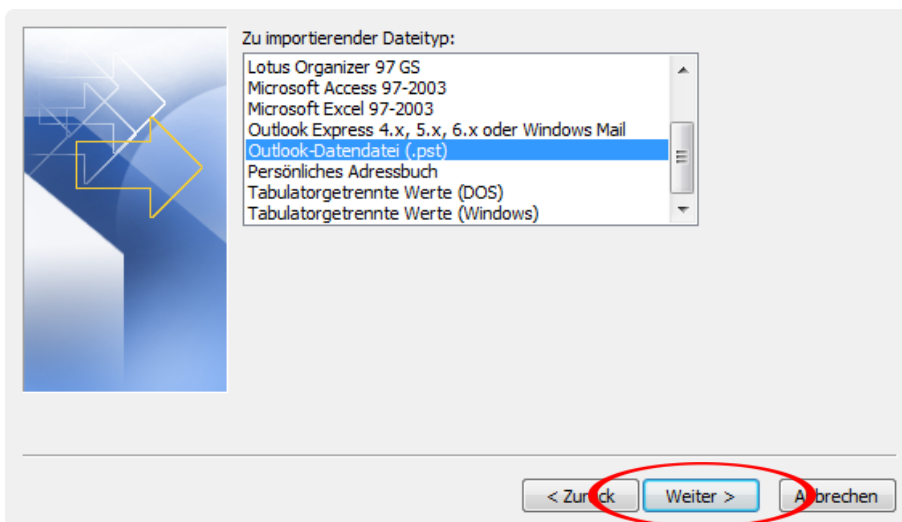 Zu importierender Dateityp:
Lotus Organizer 97 GS
Microsoft Access 97-2003
Microsoft Excel 97-2003
Outlook Express 4.x, 5.x, 6.x oder Windows Mail
Outlook-Datendatei (.pst)
Persönliches Adressbuch
Tabulatorgetrennte Werte (DOS)
Tabulatorgetrennte Werte (Windows)
< Zurück Weiter > Abbrechen